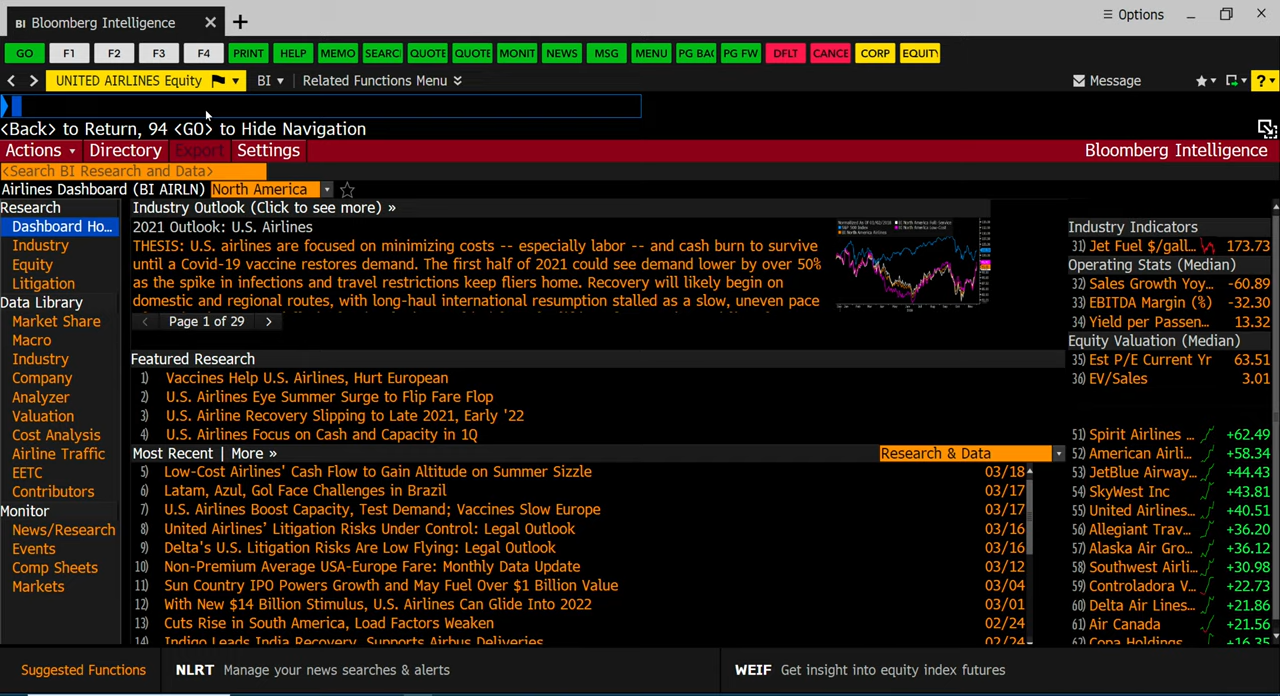 BI Bloomberg Intelligence
Options
GO F1 F2 F3 F4 PRINT HELP MEMO SEARC QUOTE QUOTE MONIT NEWS MSG MENU PG BAC PG FW DFLT CANCE CORP EQUIT
UNITED AIRLINES Equity BI Related Functions Menu Message ?
<Back> to Return, 94 <GO> to Hide Navigation
Actions Directory Export Settings Bloomberg Intelligence
<Search BI Research and Data>
Airlines Dashboard (BI AIRLN) North America
Research
Dashboard Ho...
Industry
Equity
Litigation
Data Library
Market Share
Macro
Industry
Company
Analyzer
Valuation
Cost Analysis
Airline Traffic
EETC
Contributors
Monitor
News/Research
Events
Comp Sheets
Markets
Industry Outlook (Click to see more) »
2021 Outlook: U.S. Airlines
THESIS: U.S. airlines are focused on minimizing costs -- especially labor -- and cash burn to survive
until a Covid-19 vaccine restores demand. The first half of 2021 could see demand lower by over 50%
as the spike in infections and travel restrictions keep fliers home. Recovery will likely begin on
domestic and regional routes, with long-haul international resumption stalled as a slow, uneven pace
Page 1 of 29
Featured Research
1) Vaccines Help U.S. Airlines, Hurt European
2) U.S. Airlines Eye Summer Surge to Flip Fare Flop
3) U.S. Airline Recovery Slipping to Late 2021, Early '22
4) U.S. Airlines Focus on Cash and Capacity in 1Q
Most Recent | More » Research & Data
5) Low-Cost Airlines' Cash Flow to Gain Altitude on Summer Sizzle 03/18
6) Latam, Azul, Gol Face Challenges in Brazil 03/17
7) U.S. Airlines Boost Capacity, Test Demand; Vaccines Slow Europe 03/17
8) United Airlines' Litigation Risks Under Control: Legal Outlook 03/16
9) Delta's U.S. Litigation Risks Are Low Flying: Legal Outlook 03/16
10) Non-Premium Average USA-Europe Fare: Monthly Data Update 03/12
11) Sun Country IPO Powers Growth and May Fuel Over $1 Billion Value 03/04
12) With New $14 Billion Stimulus, U.S. Airlines Can Glide Into 2022 03/01
13) Cuts Rise in South America, Load Factors Weaken 02/24
14) Indigo Leads India Recovery, Supports Airbus Deliveries 02/24
Industry Indicators
31) Jet Fuel $/gall... 173.73
Operating Stats (Median)
32) Sales Growth Yoy... -60.89
33) EBITDA Margin (%) -32.30
34) Yield per Passen... 13.32
Equity Valuation (Median)
35) Est P/E Current Yr 63.51
36) EV/Sales 3.01
51) Spirit Airlines ... +62.49
52) American Airli... +58.34
53) JetBlue Airway... +44.43
54) SkyWest Inc +43.81
55) United Airlines... +40.51
56) Allegiant Trav... +36.20
57) Alaska Air Gro... +36.12
58) Southwest Airli... +30.98
59) Controladora V... +22.73
60) Delta Air Lines... +21.86
61) Air Canada +21.56
62) Copa Holdings +16.35
Suggested Functions NLRT Manage your news searches & alerts WEIF Get insight into equity index futures